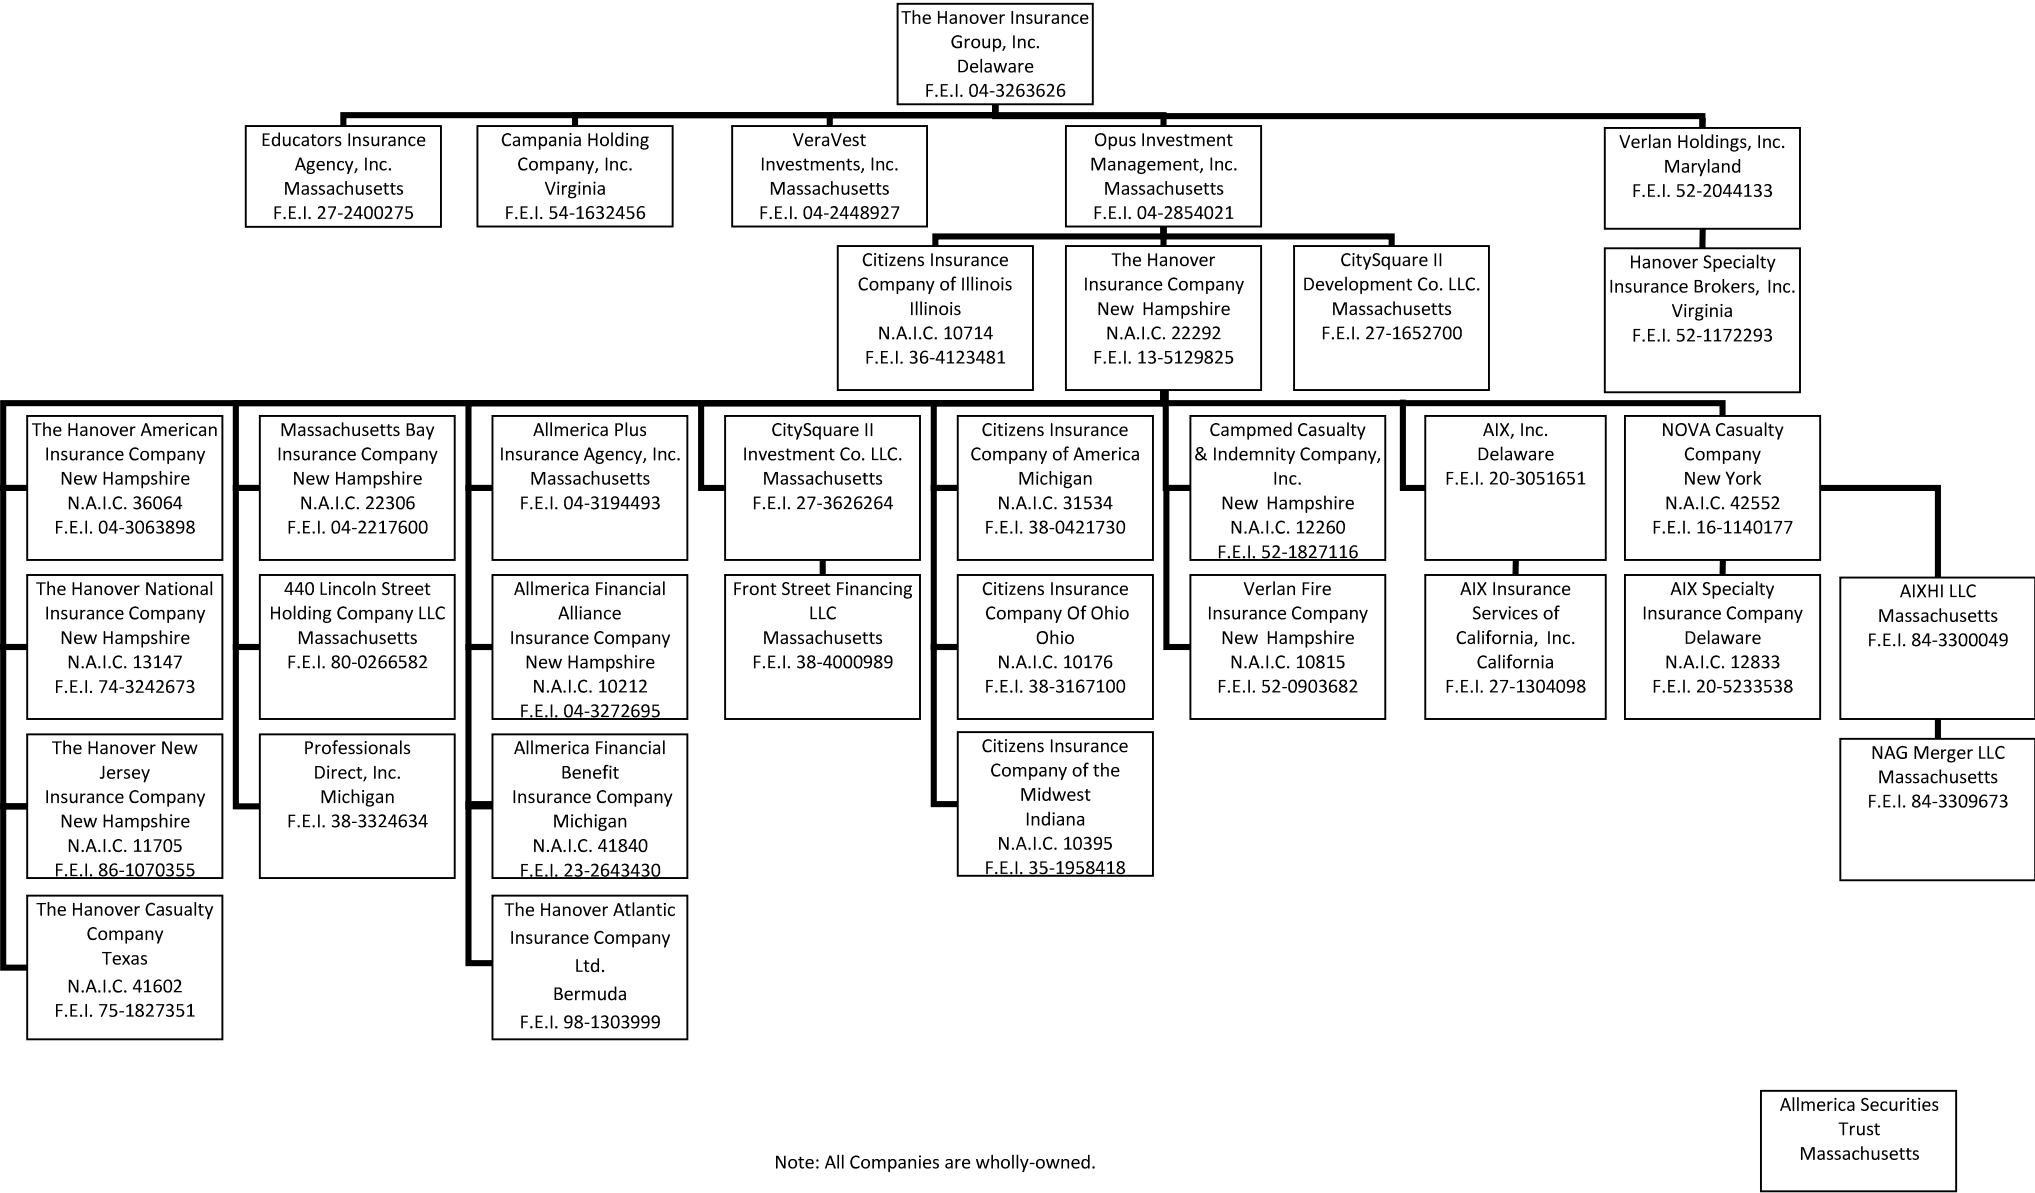 The Hanover Insurance
Group, Inc.
Delaware
F.E.I. 04-3263626
Educators Insurance
Agency, Inc.
Massachusetts
F.E.I. 27-2400275
Campania Holding
Company, Inc.
Virginia
F.E.I. 54-1632456
VeraVest
Investments, Inc.
Massachusetts
F.E.I. 04-2448927
Opus Investment
Management, Inc.
Massachusetts
F.E.I. 04-2854021
Verlan Holdings, Inc.
Maryland
F.E.I. 52-2044133
Citizens Insurance
Company of Illinois
Illinois
N.A.I.C. 10714
F.E.I. 36-4123481
The Hanover
Insurance Company
New Hampshire
N.A.I.C. 22292
F.E.I. 13-5129825
CitySquare II
Development Co. LLC.
Massachusetts
F.E.I. 27-1652700
Hanover Specialty
Insurance Brokers, Inc.
Virginia
F.E.I. 52-1172293
The Hanover American
Insurance Company
New Hampshire
N.A.I.C. 36064
F.E.I. 04-3063898
Massachusetts Bay
Insurance Company
New Hampshire
N.A.I.C. 22306
F.E.I. 04-2217600
Allmerica Plus
Insurance Agency, Inc.
Massachusetts
F.E.I. 04-3194493
CitySquare II
Investment Co. LLC.
Massachusetts
F.E.I. 27-3626264
Citizens Insurance
Company of America
Michigan
N.A.I.C. 31534
F.E.I. 38-0421730
Campmed Casualty
& Indemnity Company,
Inc.
New Hampshire
N.A.I.C. 12260
F.E.I. 52-1827116
AIX, Inc.
Delaware
F.E.I. 20-3051651
NOVA Casualty
Company
New York
N.A.I.C. 42552
F.E.I. 16-1140177
The Hanover National
Insurance Company
New Hampshire
N.A.I.C. 13147
F.E.I. 74-3242673
440 Lincoln Street
Holding Company LLC
Massachusetts
F.E.I. 80-0266582
Allmerica Financial
Alliance
Insurance Company
New Hampshire
N.A.I.C. 10212
F.E.I. 04-3272695
Front Street Financing
LLC
Massachusetts
F.E.I. 38-4000989
Citizens Insurance
Company Of Ohio
Ohio
N.A.I.C. 10176
F.E.I. 38-3167100
Verlan Fire
Insurance Company
New Hampshire
N.A.I.C. 10815
F.E.I. 52-0903682
AIX Insurance
Services of
California, Inc.
California
F.E.I. 27-1304098
AIX Specialty
Insurance Company
Delaware
N.A.I.C. 12833
F.E.I. 20-5233538
AIXHI LLC
Massachusetts
F.E.I. 84-3300049
The Hanover New
Jersey
Insurance Company
New Hampshire
N.A.I.C. 11705
F.E.I. 86-1070355
Professionals
Direct, Inc.
Michigan
F.E.I. 38-3324634
Allmerica Financial
Benefit
Insurance Company
Michigan
N.A.I.C. 41840
F.E.I. 23-2643430
Citizens Insurance
Company of the
Midwest
Indiana
N.A.I.C. 10395
F.E.I. 35-1958418
NAG Merger LLC
Massachusetts
F.E.I. 84-3309673
The Hanover Casualty
Company
Texas
N.A.I.C. 41602
F.E.I. 75-1827351
The Hanover Atlantic
Insurance Company
Ltd.
Bermuda
F.E.I. 98-1303999
Allmerica Securities
Trust
Massachusetts
Note: All Companies are wholly-owned.